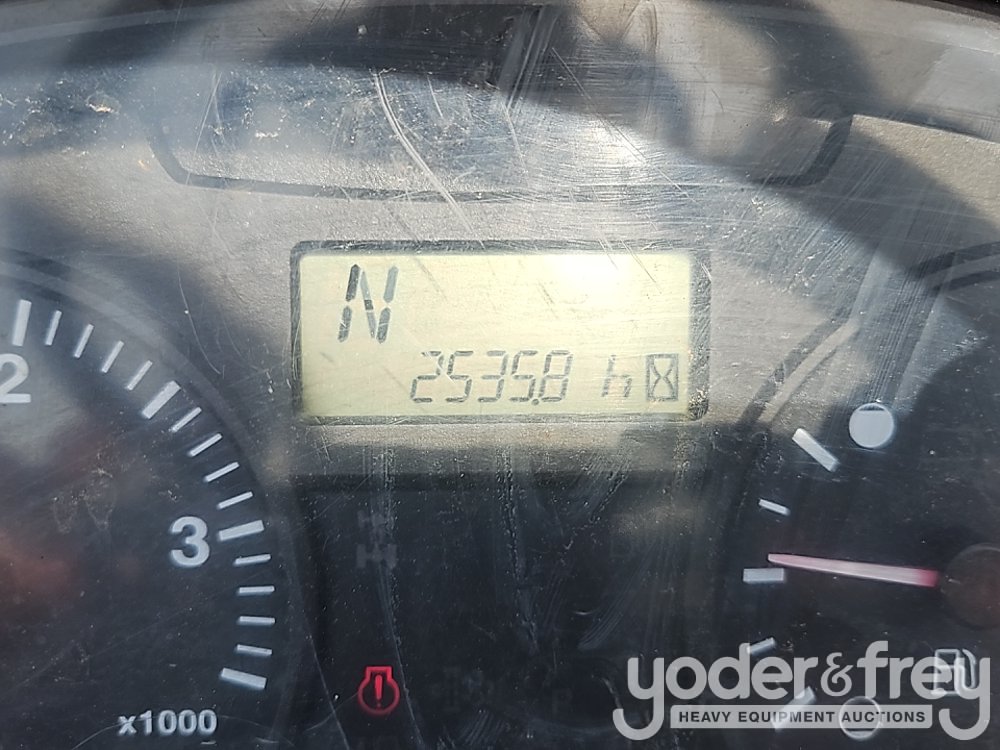 N
2535.8 h
2
3
x1000
yoder&frey
HEAVY EQUIPMENT AUCTIONS